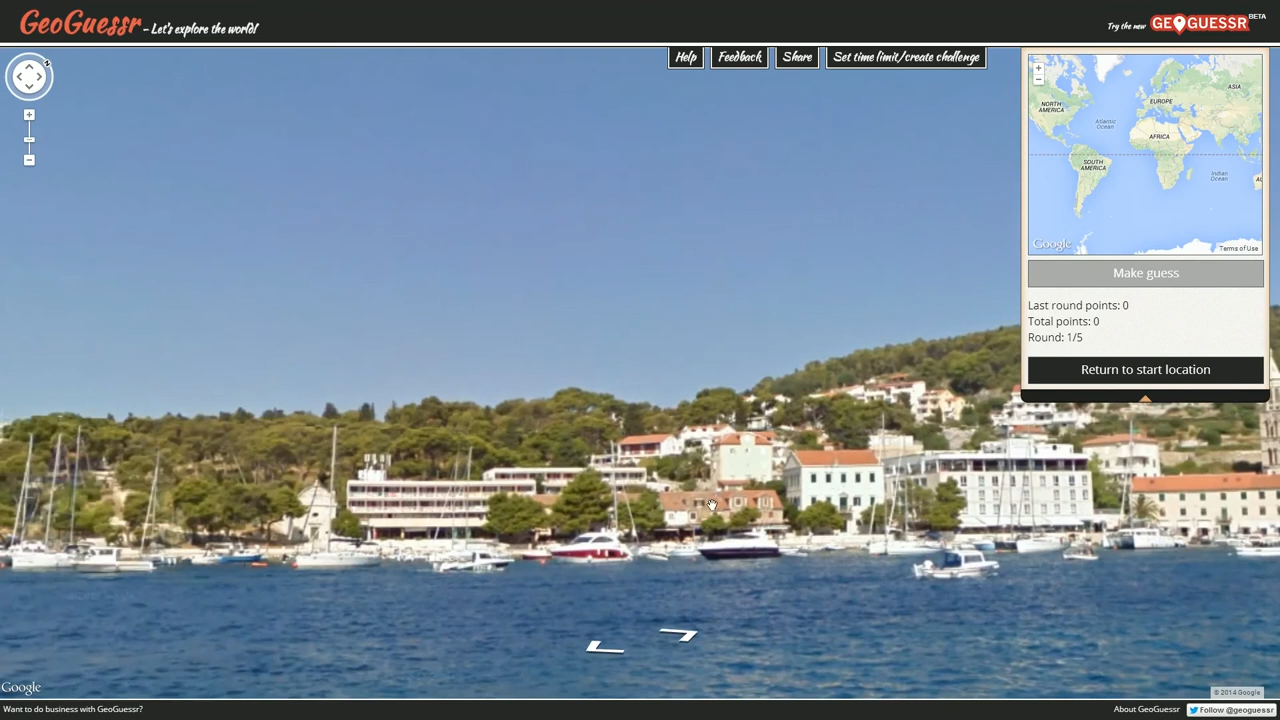 GeoGuessr – Let's explore the world!
Try the new GEOGUESSR BETA
Help Feedback Share Set time limit/create challenge
NORTH AMERICA
EUROPE
ASIA
Atlantic Ocean
AFRICA
SOUTH AMERICA
Indian Ocean
AU
Google Terms of Use
Make guess
Last round points: 0
Total points: 0
Round: 1/5
Return to start location
Google
© 2014 Google
Want to do business with GeoGuessr?
About GeoGuessr Follow @geoguessr